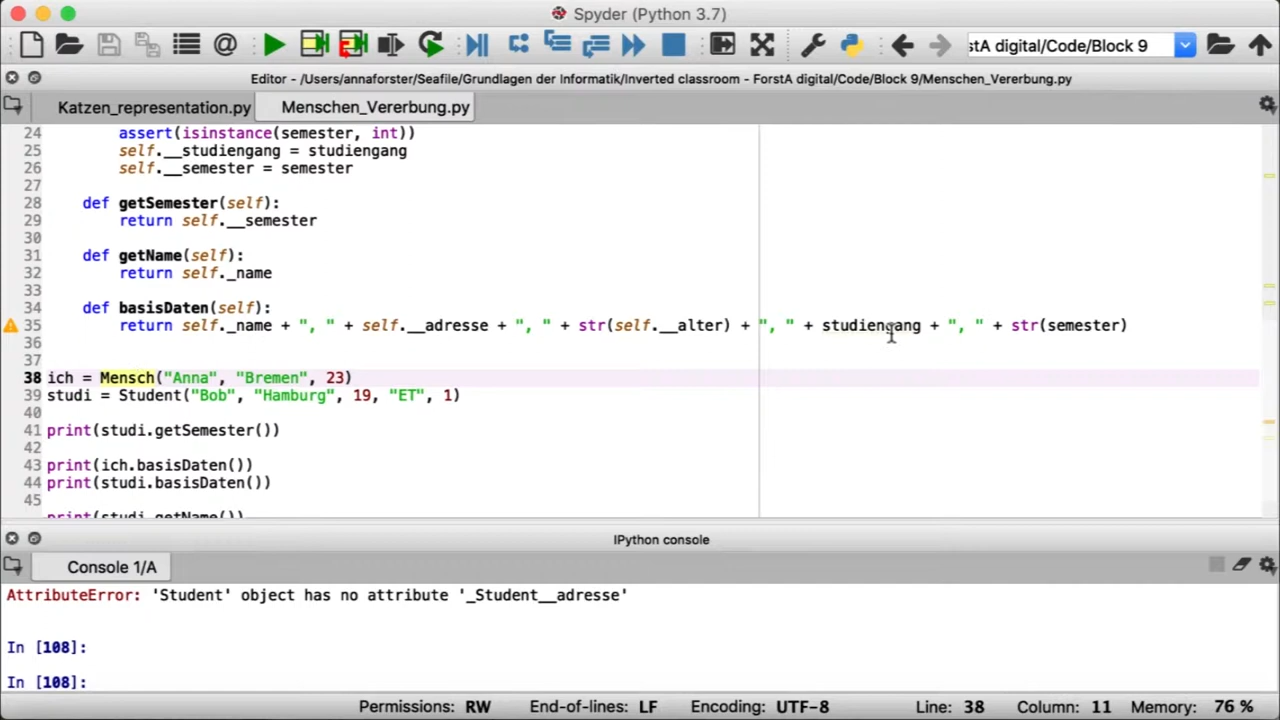 Spyder (Python 3.7)
stA digital/Code/Block 9
Editor - /Users/annaforster/Seafile/Grundlagen der Informatik/Inverted classroom - ForstA digital/Code/Block 9/Menschen_Vererbung.py
Katzen_representation.py Menschen_Vererbung.py
24 assert(isinstance(semester, int))
25 self.__studiengang = studiengang
26 self.__semester = semester
27
28 def getSemester(self):
29 return self.__semester
30
31 def getName(self):
32 return self._name
33
34 def basisDaten(self):
35 return self._name + ", " + self.__adresse + ", " + str(self.__alter) + ", " + studiengang + ", " + str(semester)
36
37
38 ich = Mensch("Anna", "Bremen", 23)
39 studi = Student("Bob", "Hamburg", 19, "ET", 1)
40
41 print(studi.getSemester())
42
43 print(ich.basisDaten())
44 print(studi.basisDaten())
45
print(studi.getName())
IPython console
Console 1/A
AttributeError: 'Student' object has no attribute '_Student__adresse'
In [108]:
In [108]:
Permissions: RW End-of-lines: LF Encoding: UTF-8 Line: 38 Column: 11 Memory: 76 %